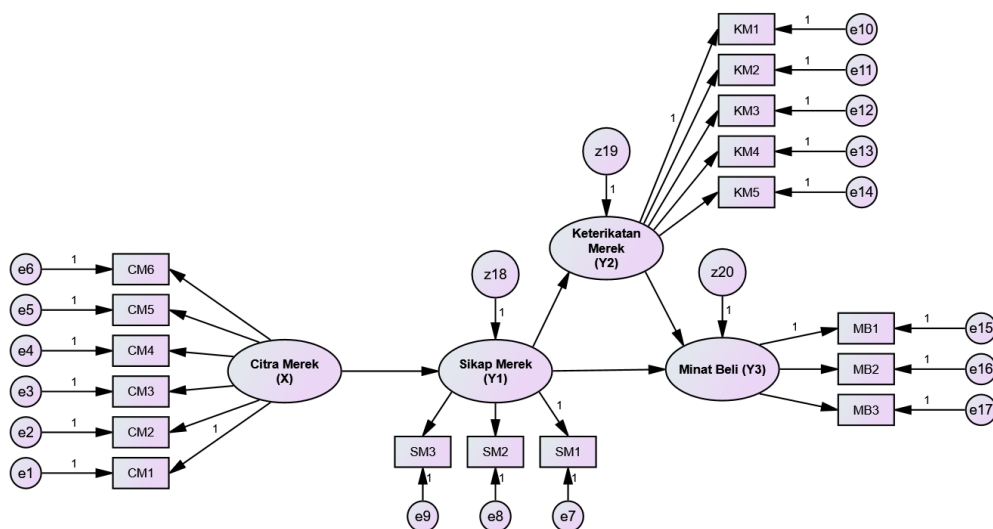 KM1
1
e10
KM2
1
e11
KM3
1
e12
KM4
1
e13
KM5
1
e14
1
z19
1
Keterikatan
Merek
(Y2)
e6
1
CM6
e5
1
CM5
e4
1
CM4
e3
1
CM3
e2
1
CM2
e1
1
CM1
1
Citra Merek
(X)
z18
1
Sikap Merek
(Y1)
z20
1
Minat Beli (Y3)
1
MB1
1
e15
MB2
1
e16
MB3
1
e17
1
SM3
SM2
SM1
1
1
1
e9
e8
e7